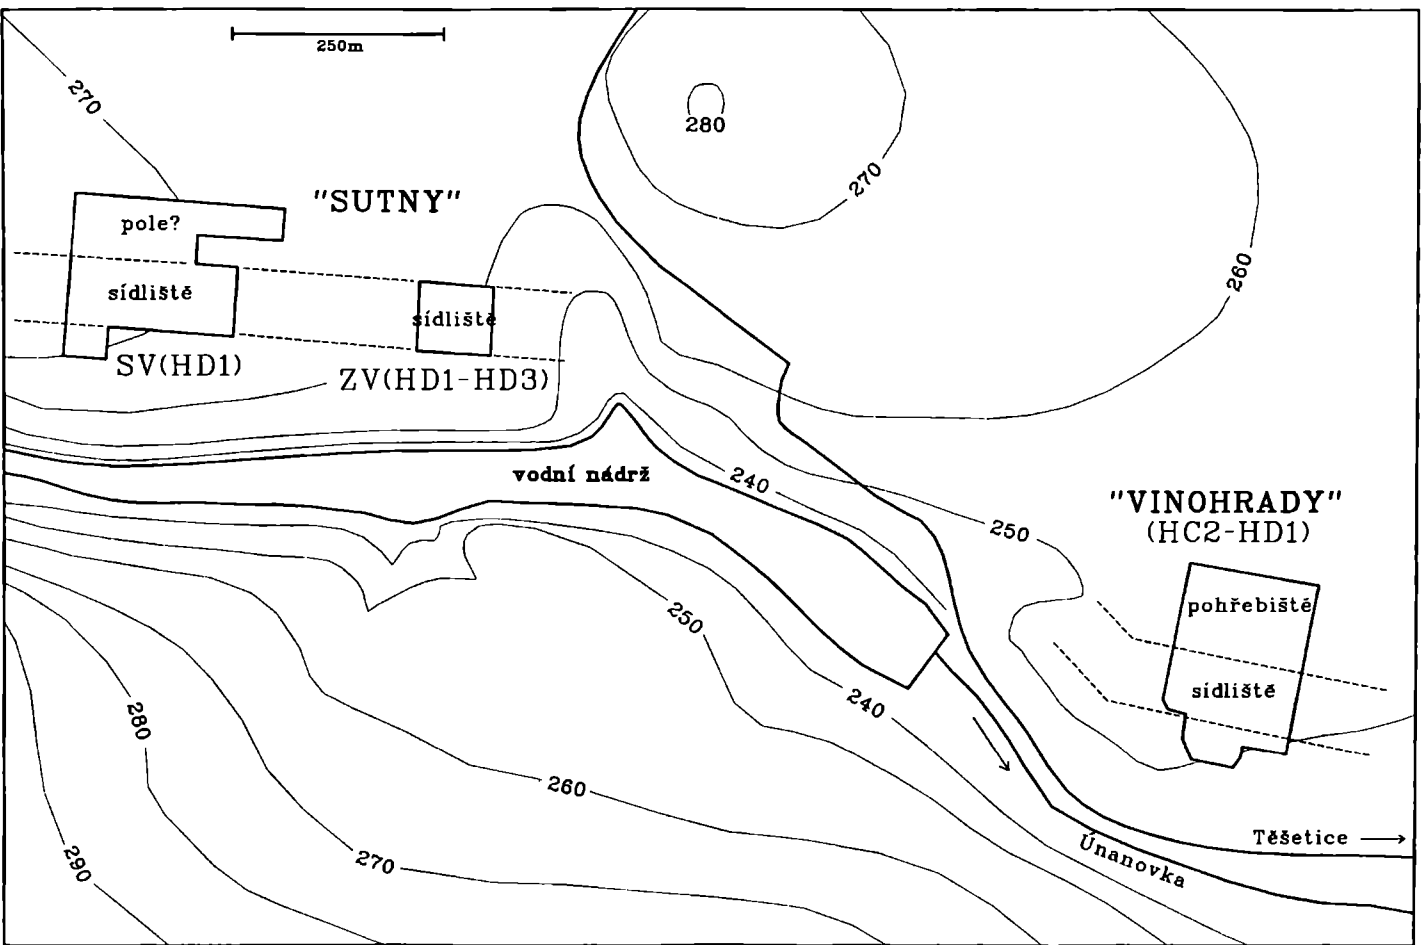 250m
270
280
"SUTNY"
270
pole?
260
sídliště
sídliště
SV(HD1)
ZV(HD1-HD3)
vodní nádrž
240
"VINOHRADY"
(HC2-HD1)
250
pohřebiště
250
sídliště
240
280
260
Těšetice
Únanovka
270
290